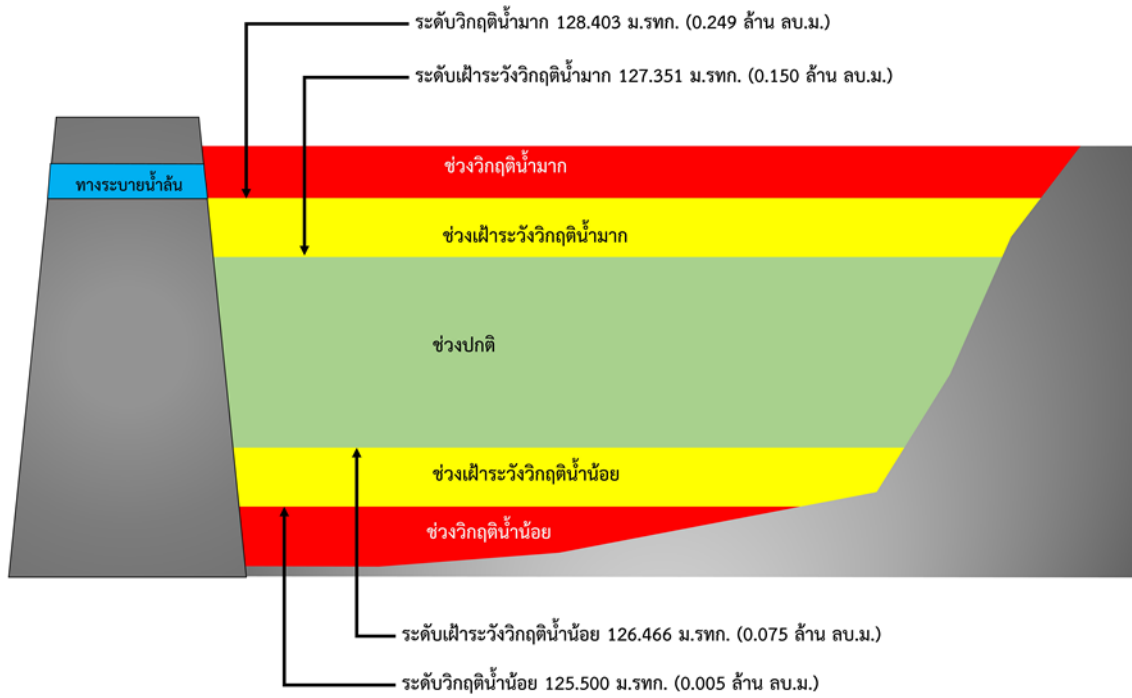 ระดับวิกฤติน้ำมาก 128.403 ม.รทก. (0.249 ล้าน ลบ.ม.)
ระดับเฝ้าระวังวิกฤติน้ำมาก 127.351 ม.รทก. (0.150 ล้าน ลบ.ม.)
ช่วงวิกฤติน้ำมาก
ทางระบายน้ำล้น
ช่วงเฝ้าระวังวิกฤติน้ำมาก
ช่วงปกติ
ช่วงเฝ้าระวังวิกฤติน้ำน้อย
ช่วงวิกฤติน้ำน้อย
ระดับเฝ้าระวังวิกฤติน้ำน้อย 126.466 ม.รทก. (0.075 ล้าน ลบ.ม.)
ระดับวิกฤติน้ำน้อย 125.500 ม.รทก. (0.005 ล้าน ลบ.ม.)